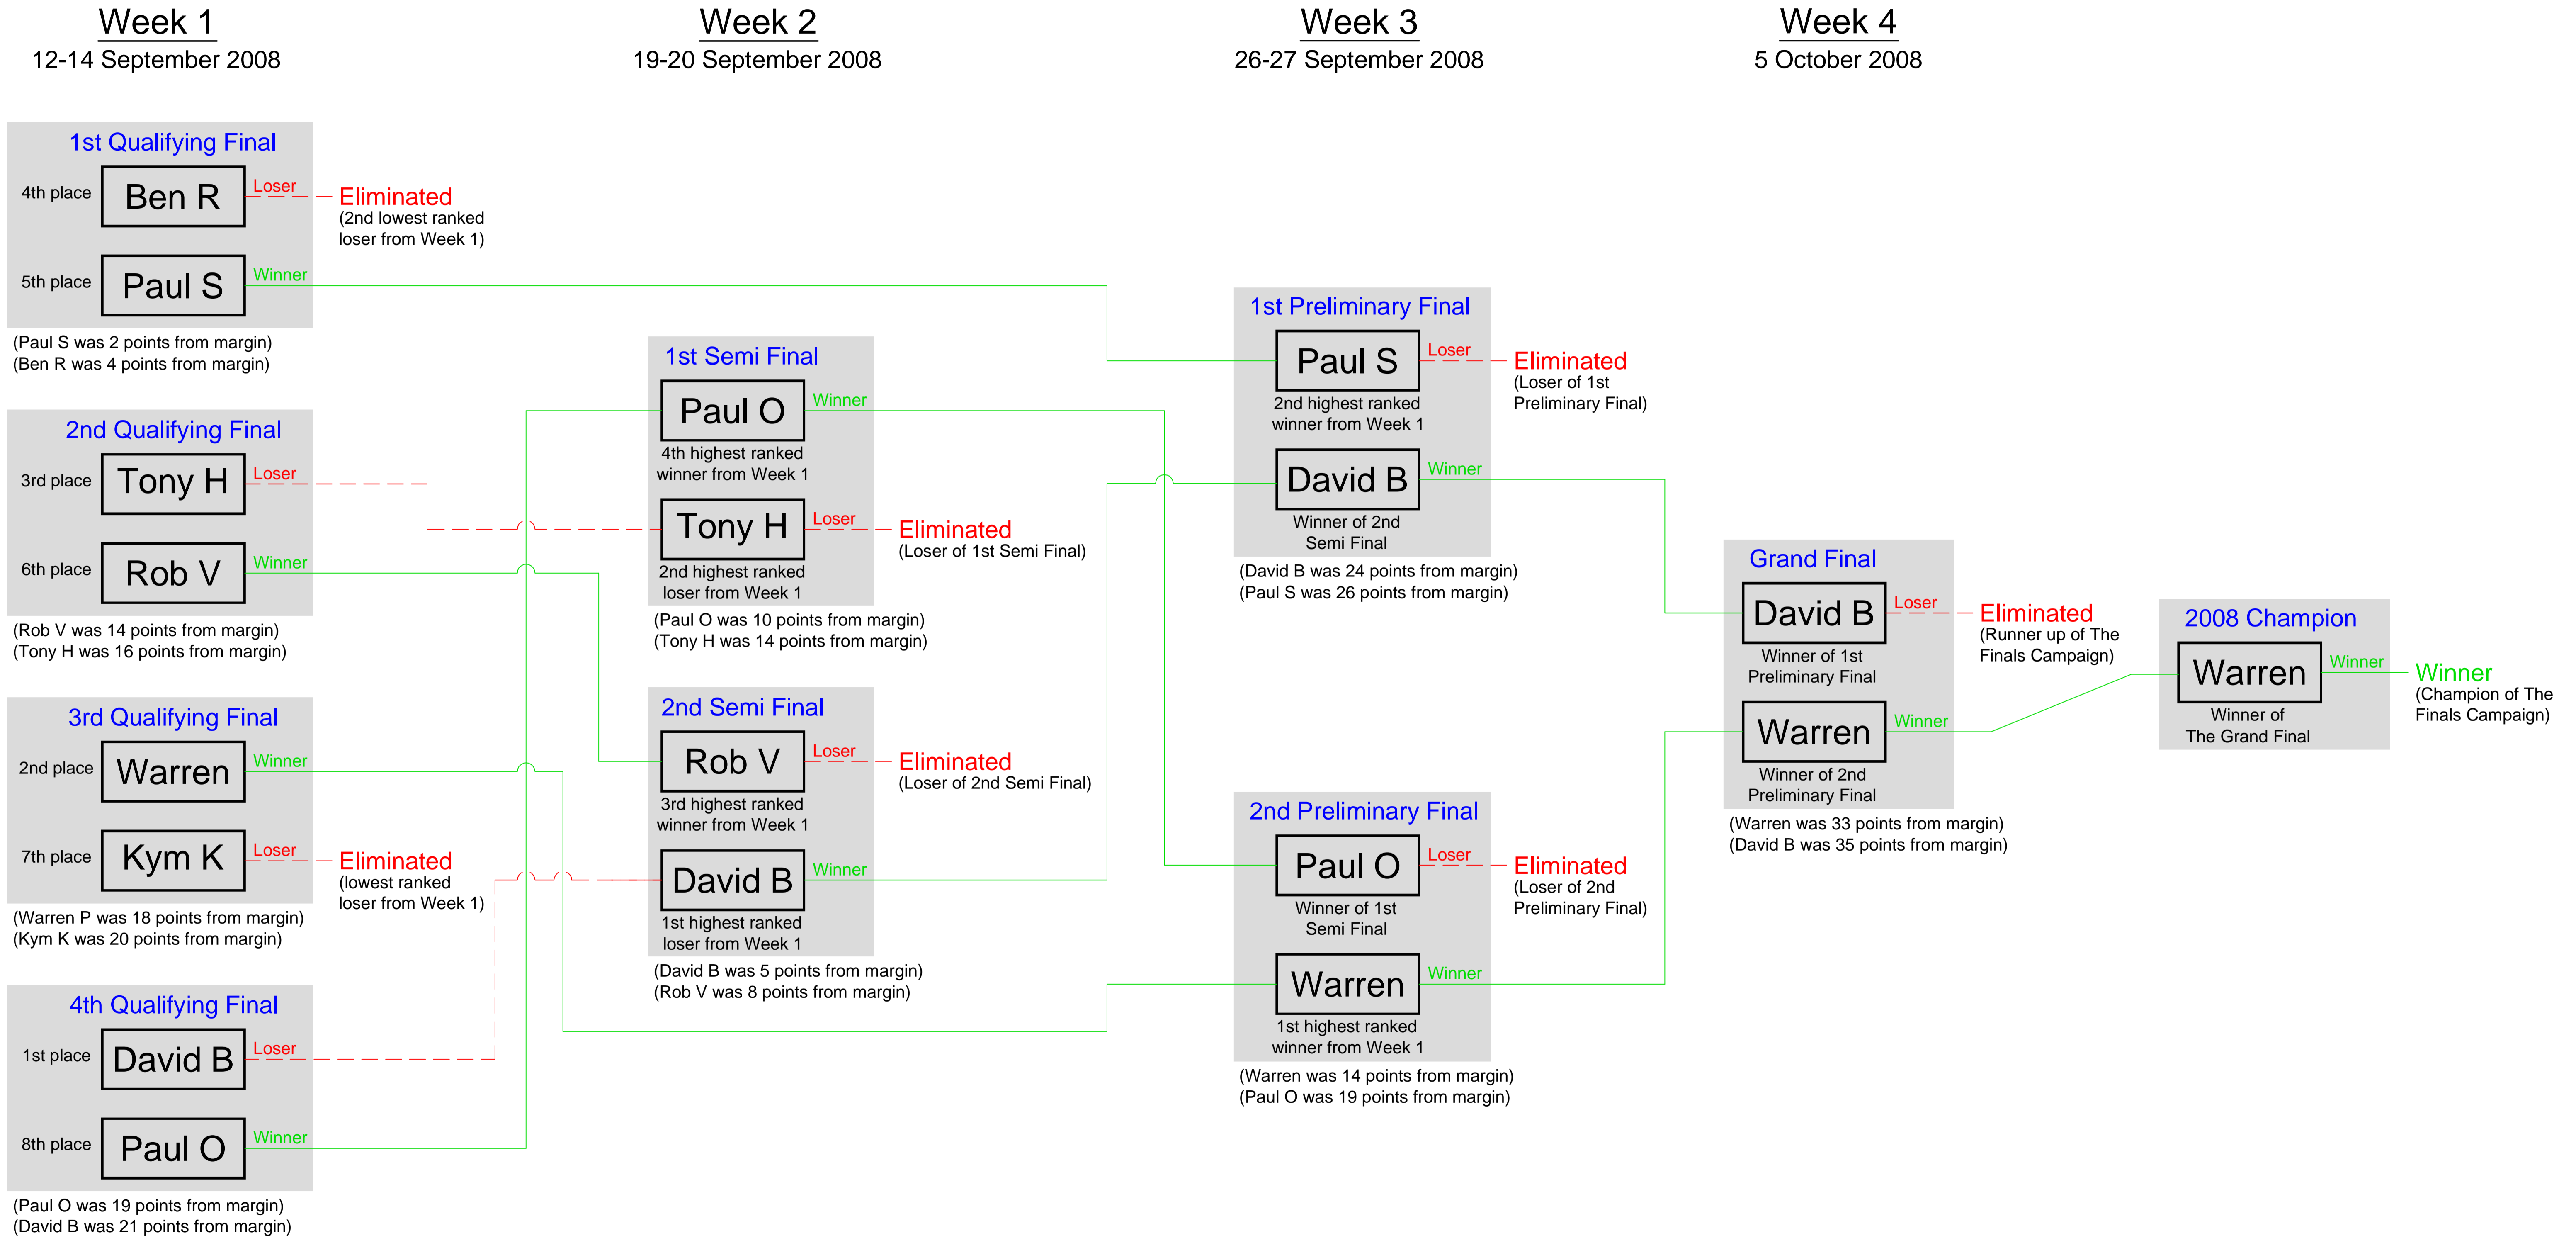 Week 1
12-14 September 2008
Week 2
19-20 September 2008
Week 3
26-27 September 2008
Week 4
5 October 2008
1st Qualifying Final
4th place
Ben R
Loser
Eliminated
(2nd lowest ranked
loser from Week 1)
5th place
Paul S
Winner
(Paul S was 2 points from margin)
(Ben R was 4 points from margin)
2nd Qualifying Final
3rd place
Tony H
Loser
6th place
Rob V
Winner
(Rob V was 14 points from margin)
(Tony H was 16 points from margin)
3rd Qualifying Final
2nd place
Warren
Winner
7th place
Kym K
Loser
Eliminated
(lowest ranked
loser from Week 1)
(Warren P was 18 points from margin)
(Kym K was 20 points from margin)
4th Qualifying Final
1st place
David B
Loser
8th place
Paul O
Winner
(Paul O was 19 points from margin)
(David B was 21 points from margin)
1st Semi Final
Paul O
Winner
4th highest ranked
winner from Week 1
Tony H
Loser
Eliminated
(Loser of 1st Semi Final)
2nd highest ranked
loser from Week 1
(Paul O was 10 points from margin)
(Tony H was 14 points from margin)
2nd Semi Final
Rob V
Loser
Eliminated
(Loser of 2nd Semi Final)
3rd highest ranked
winner from Week 1
David B
Winner
1st highest ranked
loser from Week 1
(David B was 5 points from margin)
(Rob V was 8 points from margin)
1st Preliminary Final
Paul S
Loser
Eliminated
(Loser of 1st
Preliminary Final)
2nd highest ranked
winner from Week 1
David B
Winner
Winner of 2nd
Semi Final
(David B was 24 points from margin)
(Paul S was 26 points from margin)
2nd Preliminary Final
Paul O
Loser
Eliminated
(Loser of 2nd
Preliminary Final)
Winner of 1st
Semi Final
Warren
Winner
1st highest ranked
winner from Week 1
(Warren was 14 points from margin)
(Paul O was 19 points from margin)
Grand Final
David B
Loser
Eliminated
(Runner up of The
Finals Campaign)
Winner of 1st
Preliminary Final
Warren
Winner
Winner of 2nd
Preliminary Final
(Warren was 33 points from margin)
(David B was 35 points from margin)
2008 Champion
Warren
Winner
Winner
(Champion of The
Finals Campaign)
Winner of
The Grand Final